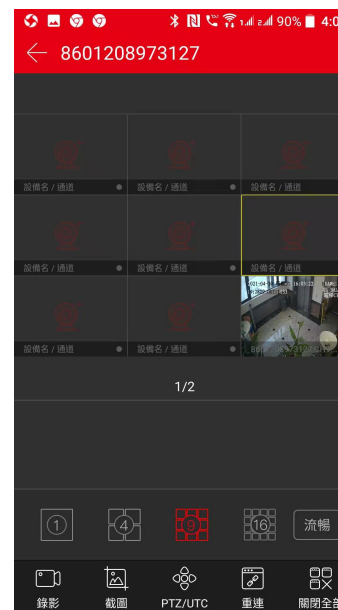 90% 4:0
8601208973127
設備名 / 通道
設備名 / 通道
設備名 / 通道
設備名 / 通道
設備名 / 通道
設備名 / 通道
設備名 / 通道
設備名 / 通道
1/2
1
4
9
16
流暢
錄影
截圖
PTZ/UTC
重連
關閉全部